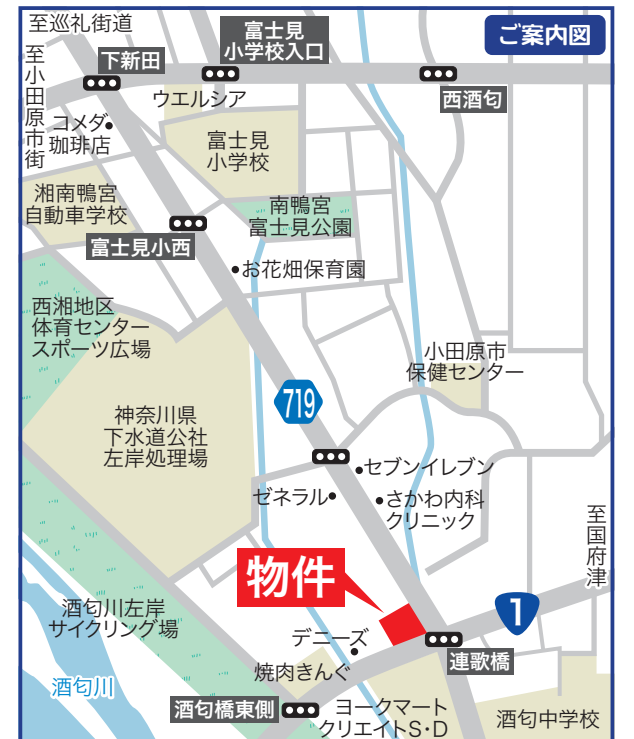 至巡礼街道
ご案内図
富士見
小学校入口
下新田
至小田原市街
西酒匂
ウエルシア
コメダ
珈琲店
富士見
小学校
湘南鴨宮
自動車学校
南鴨宮
富士見公園
富士見小西
お花畑保育園
西湘地区
体育センター
スポーツ広場
小田原市
保健センター
719
神奈川県
下水道公社
左岸処理場
セブンイレブン
ゼネラル
さかわ内科
クリニック
至国府津
物件
1
酒匂川左岸
サイクリング場
デニーズ
連歌橋
焼肉きんぐ
酒匂川
酒匂橋東側
ヨークマート
クリエイトS・D
酒匂中学校